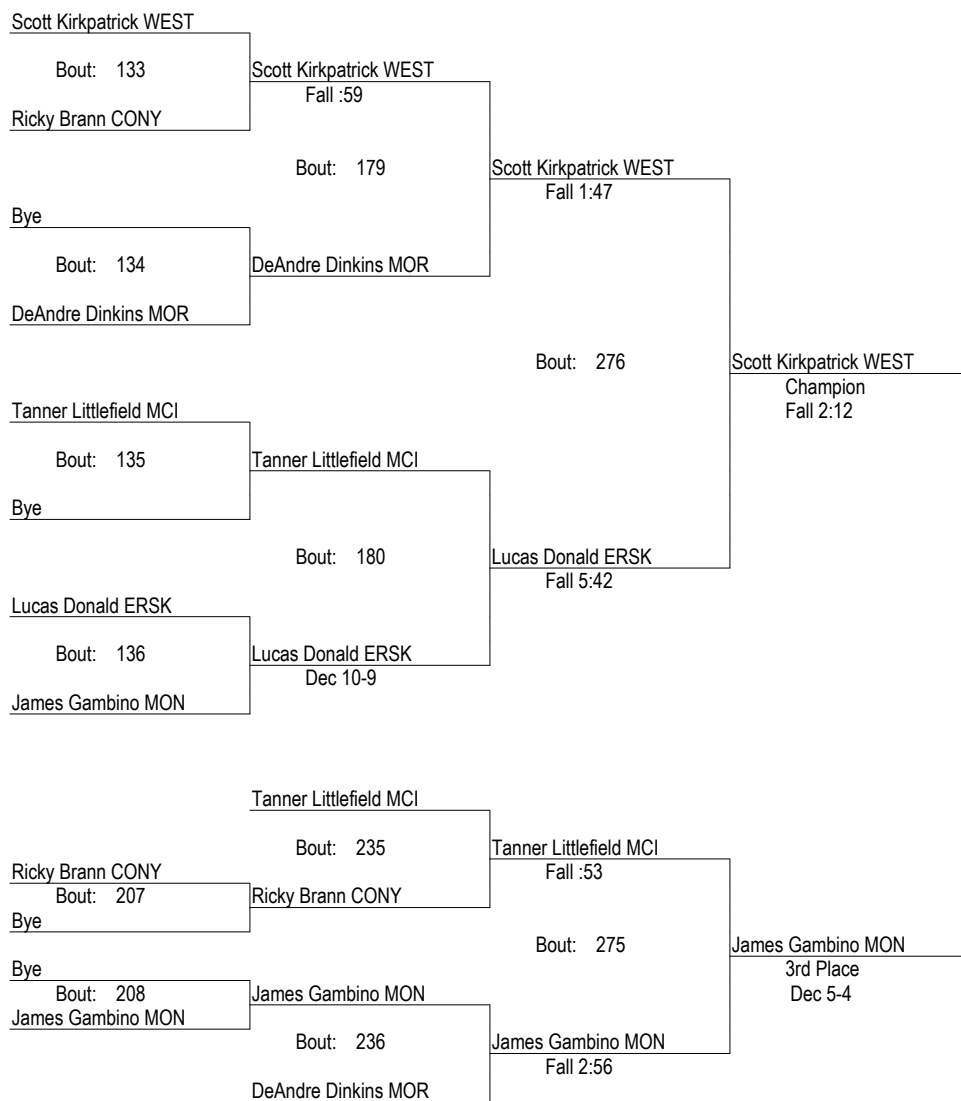 Scott Kirkpatrick WEST
Bout: 133
Scott Kirkpatrick WEST
Fall :59
Ricky Brann CONY
Bout: 179
Scott Kirkpatrick WEST
Fall 1:47
Bye
Bout: 134
DeAndre Dinkins MOR
DeAndre Dinkins MOR
Bout: 276
Scott Kirkpatrick WEST
Champion
Fall 2:12
Tanner Littlefield MCI
Bout: 135
Tanner Littlefield MCI
Bye
Bout: 180
Lucas Donald ERSK
Fall 5:42
Lucas Donald ERSK
Bout: 136
Lucas Donald ERSK
Dec 10-9
James Gambino MON
Tanner Littlefield MCI
Bout: 235
Tanner Littlefield MCI
Fall :53
Ricky Brann CONY
Bout: 207
Ricky Brann CONY
Bye
Bout: 275
James Gambino MON
3rd Place
Dec 5-4
Bye
Bout: 208
James Gambino MON
James Gambino MON
Bout: 236
James Gambino MON
Fall 2:56
DeAndre Dinkins MOR